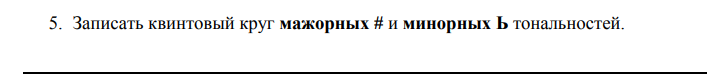 5. Записать квинтовый круг мажорных # и минорных Ь тональностей.